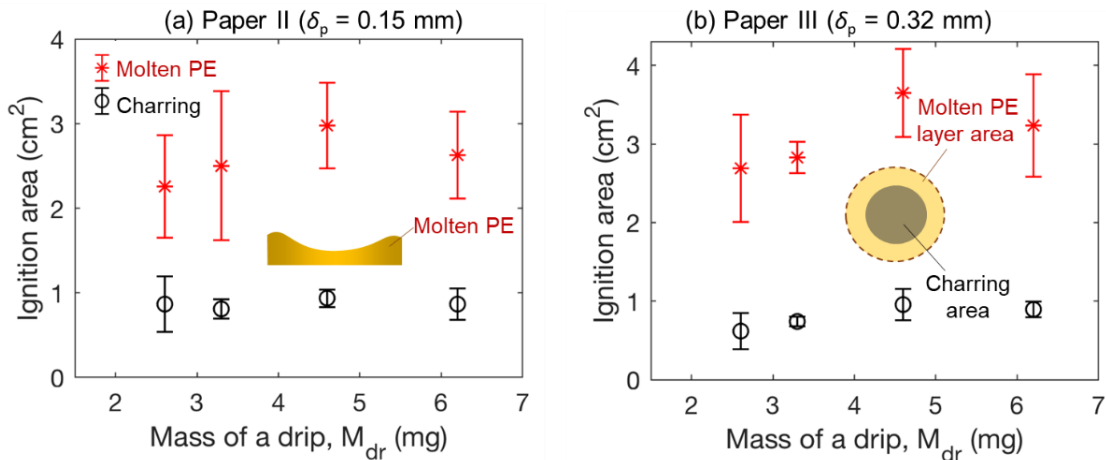 (a) Paper II (δp = 0.15 mm)
4
3
2
1
0
Ignition area (cm²)
Molten PE
Charring
Molten PE
2 3 4 5 6 7
Mass of a drip, Mdr (mg)
(b) Paper III (δp = 0.32 mm)
4
3
2
1
0
Ignition area (cm²)
Molten PE
layer area
Charring
area
2 3 4 5 6 7
Mass of a drip, Mdr (mg)